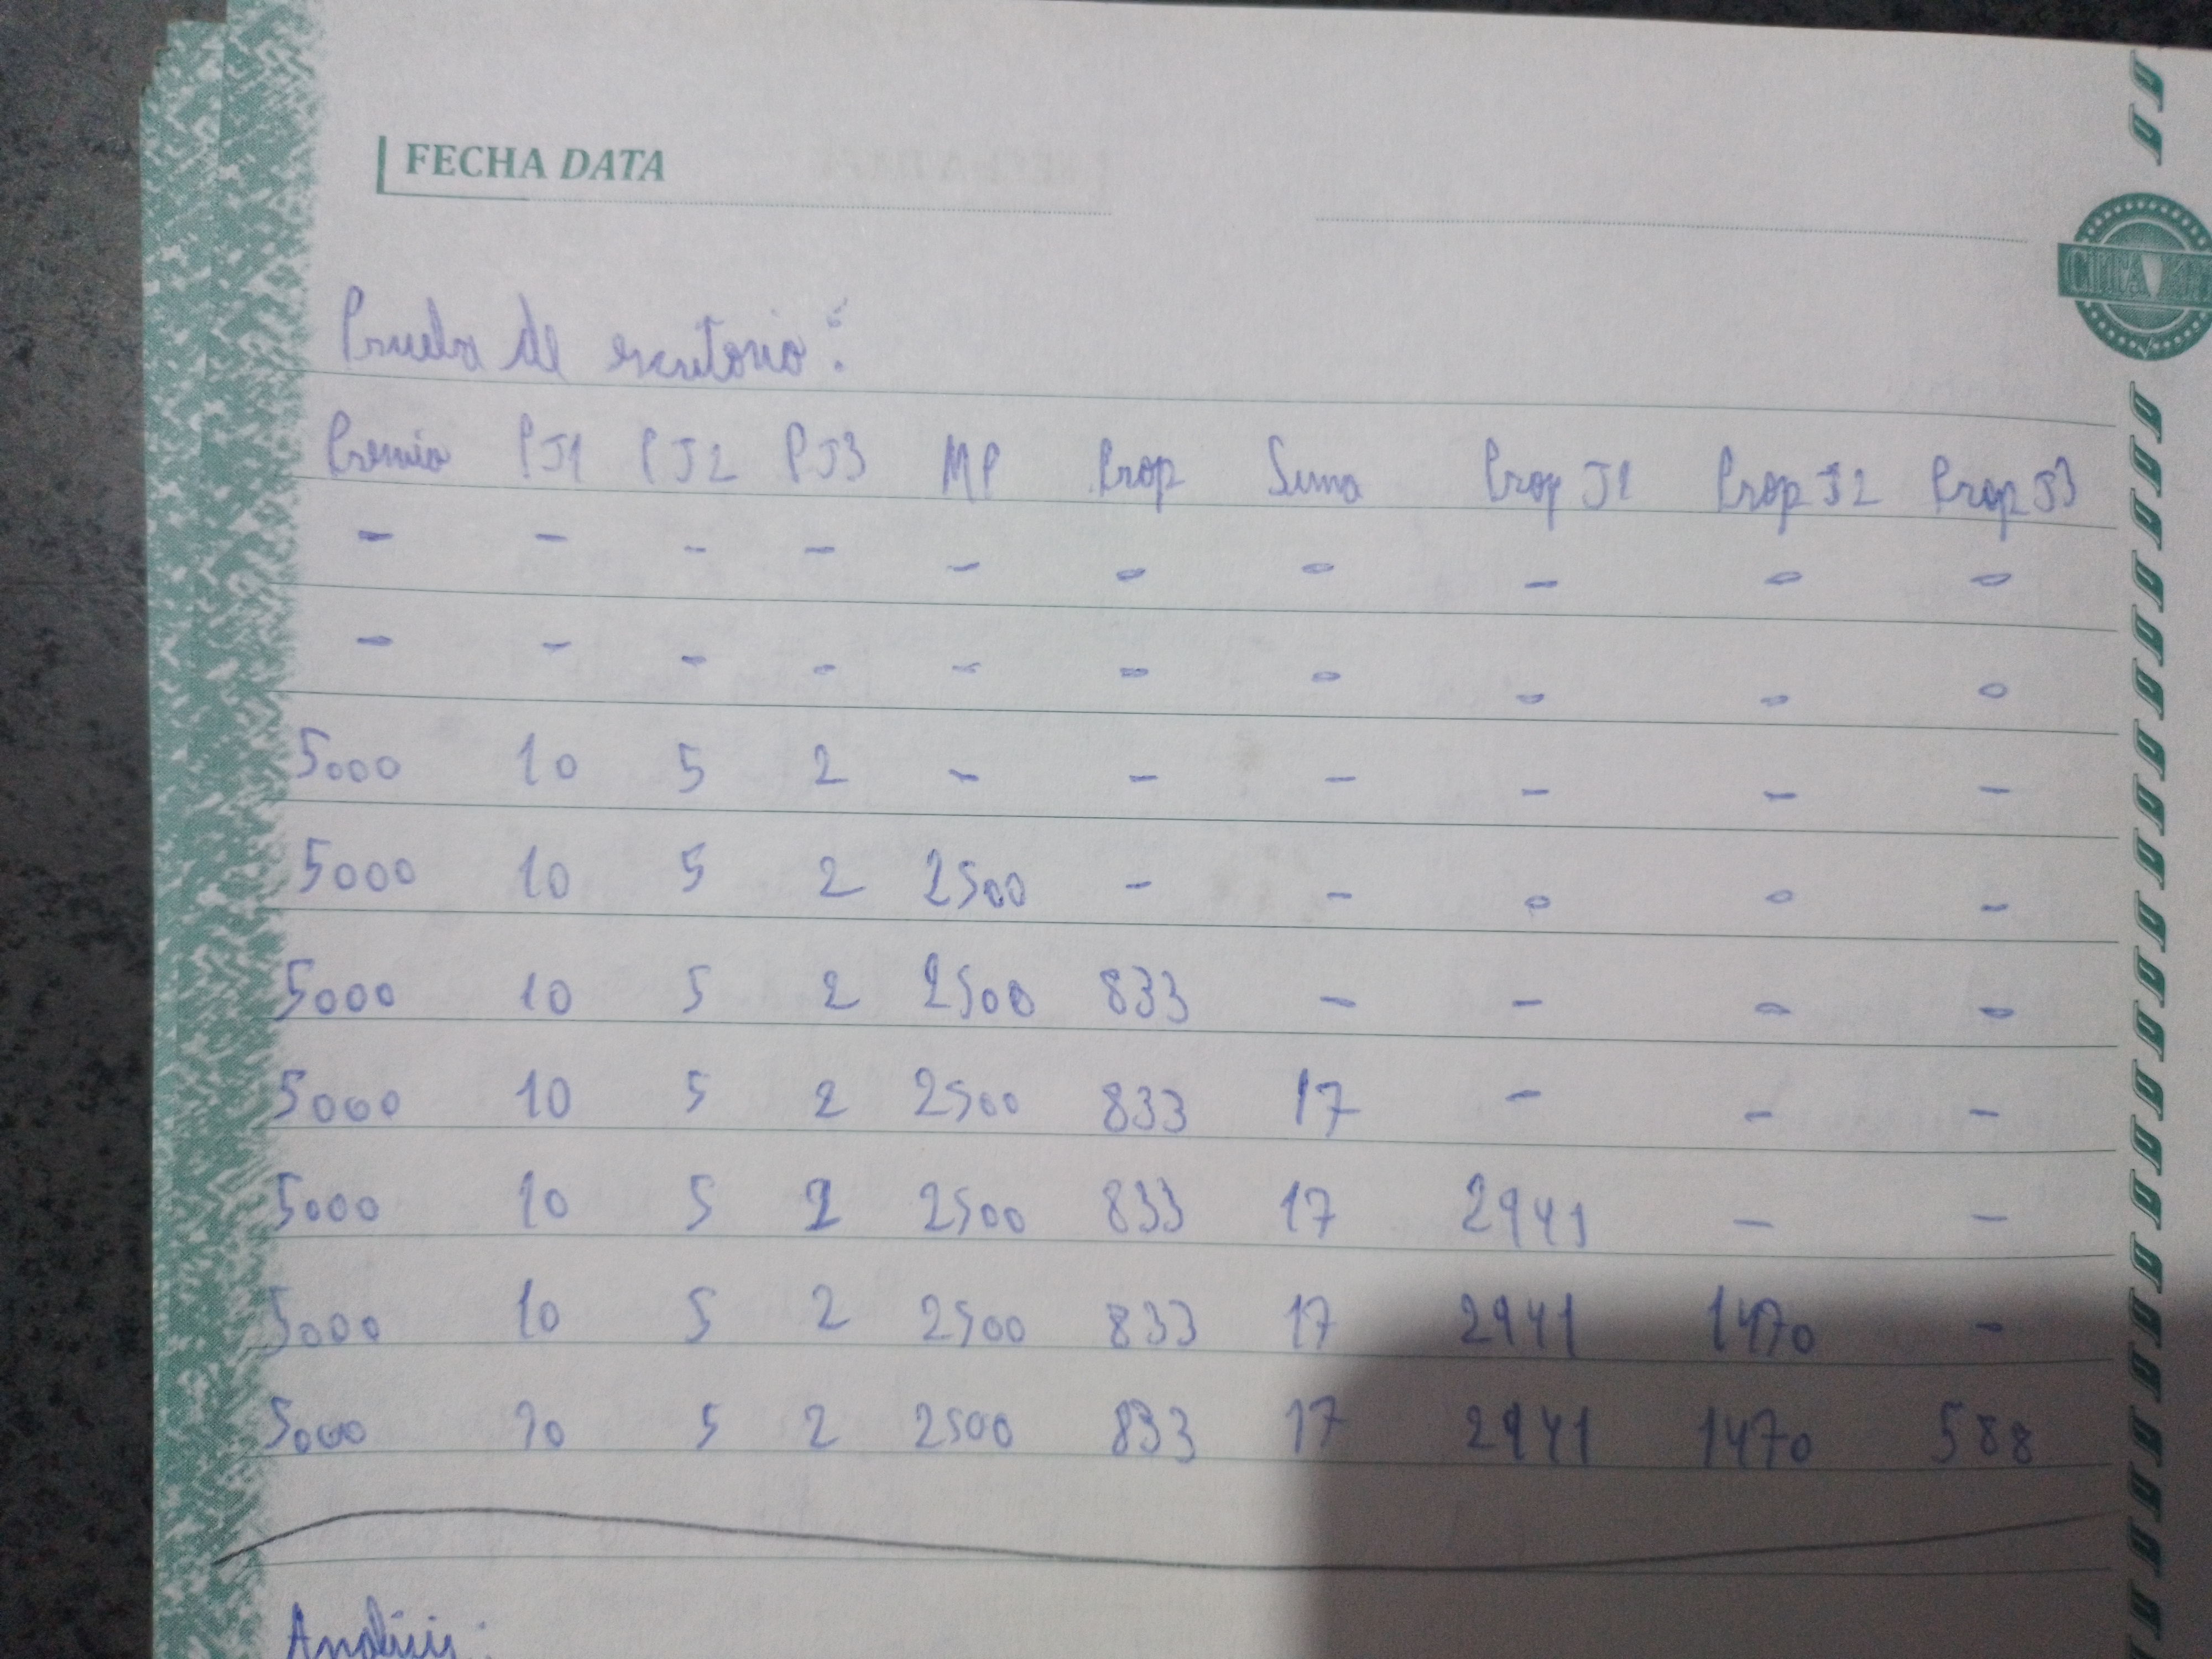 FECHA DATA
Prueba de escritorio:
Premio PJ1 PJ2 PJ3 MP Prop Suma Prop J1 Prop J2 Prop J3
- - - - - - - - - -
- - - - - - - - - -
5000 10 5 2 - - - - - -
5000 10 5 2 2500 - - - - -
5000 10 5 2 2500 833 - - - -
5000 10 5 2 2500 833 17 - - -
5000 10 5 2 2500 833 17 2941 - -
5000 10 5 2 2500 833 17 2941 1470 -
5000 10 5 2 2500 833 17 2941 1470 588
Análisis: